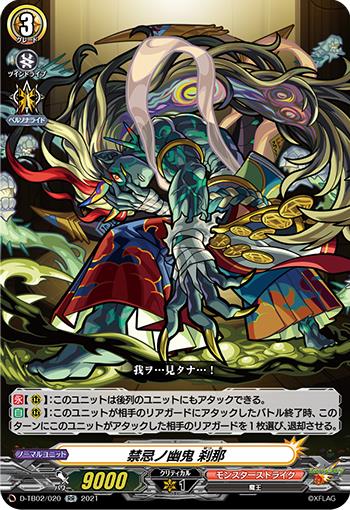 3
グレード
ツインドライブ
ペルソナライド
我ヲ…見タナ…!
【永】【(V)】:このユニットは後列のユニットにもアタックできる。
【自】【(V)】:このユニットが相手のリアガードにアタックしたバトル終了時、このターンにこのユニットがアタックした相手のリアガードを1枚選び、退却させる。
ノーマルユニット
禁忌ノ幽鬼 刹那
パワー 9000 クリティカル 1
モンスターストライク
魔王
D-TB02/020 RR 2021
©XFLAG